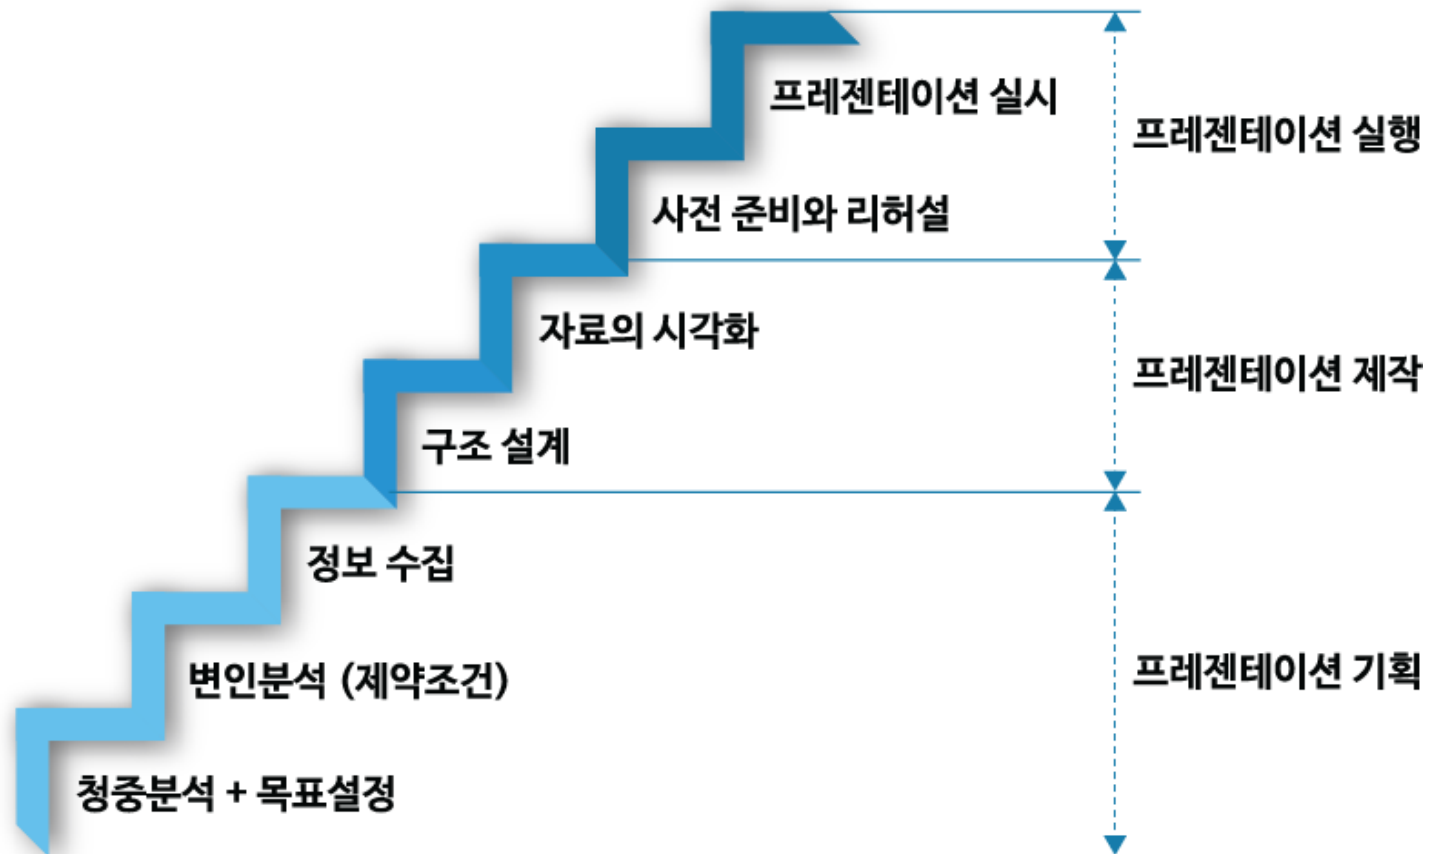 프레젠테이션 실시
프레젠테이션 실행
사전 준비와 리허설
자료의 시각화
프레젠테이션 제작
구조 설계
정보 수집
변인분석 (제약조건)
프레젠테이션 기획
청중분석 + 목표설정